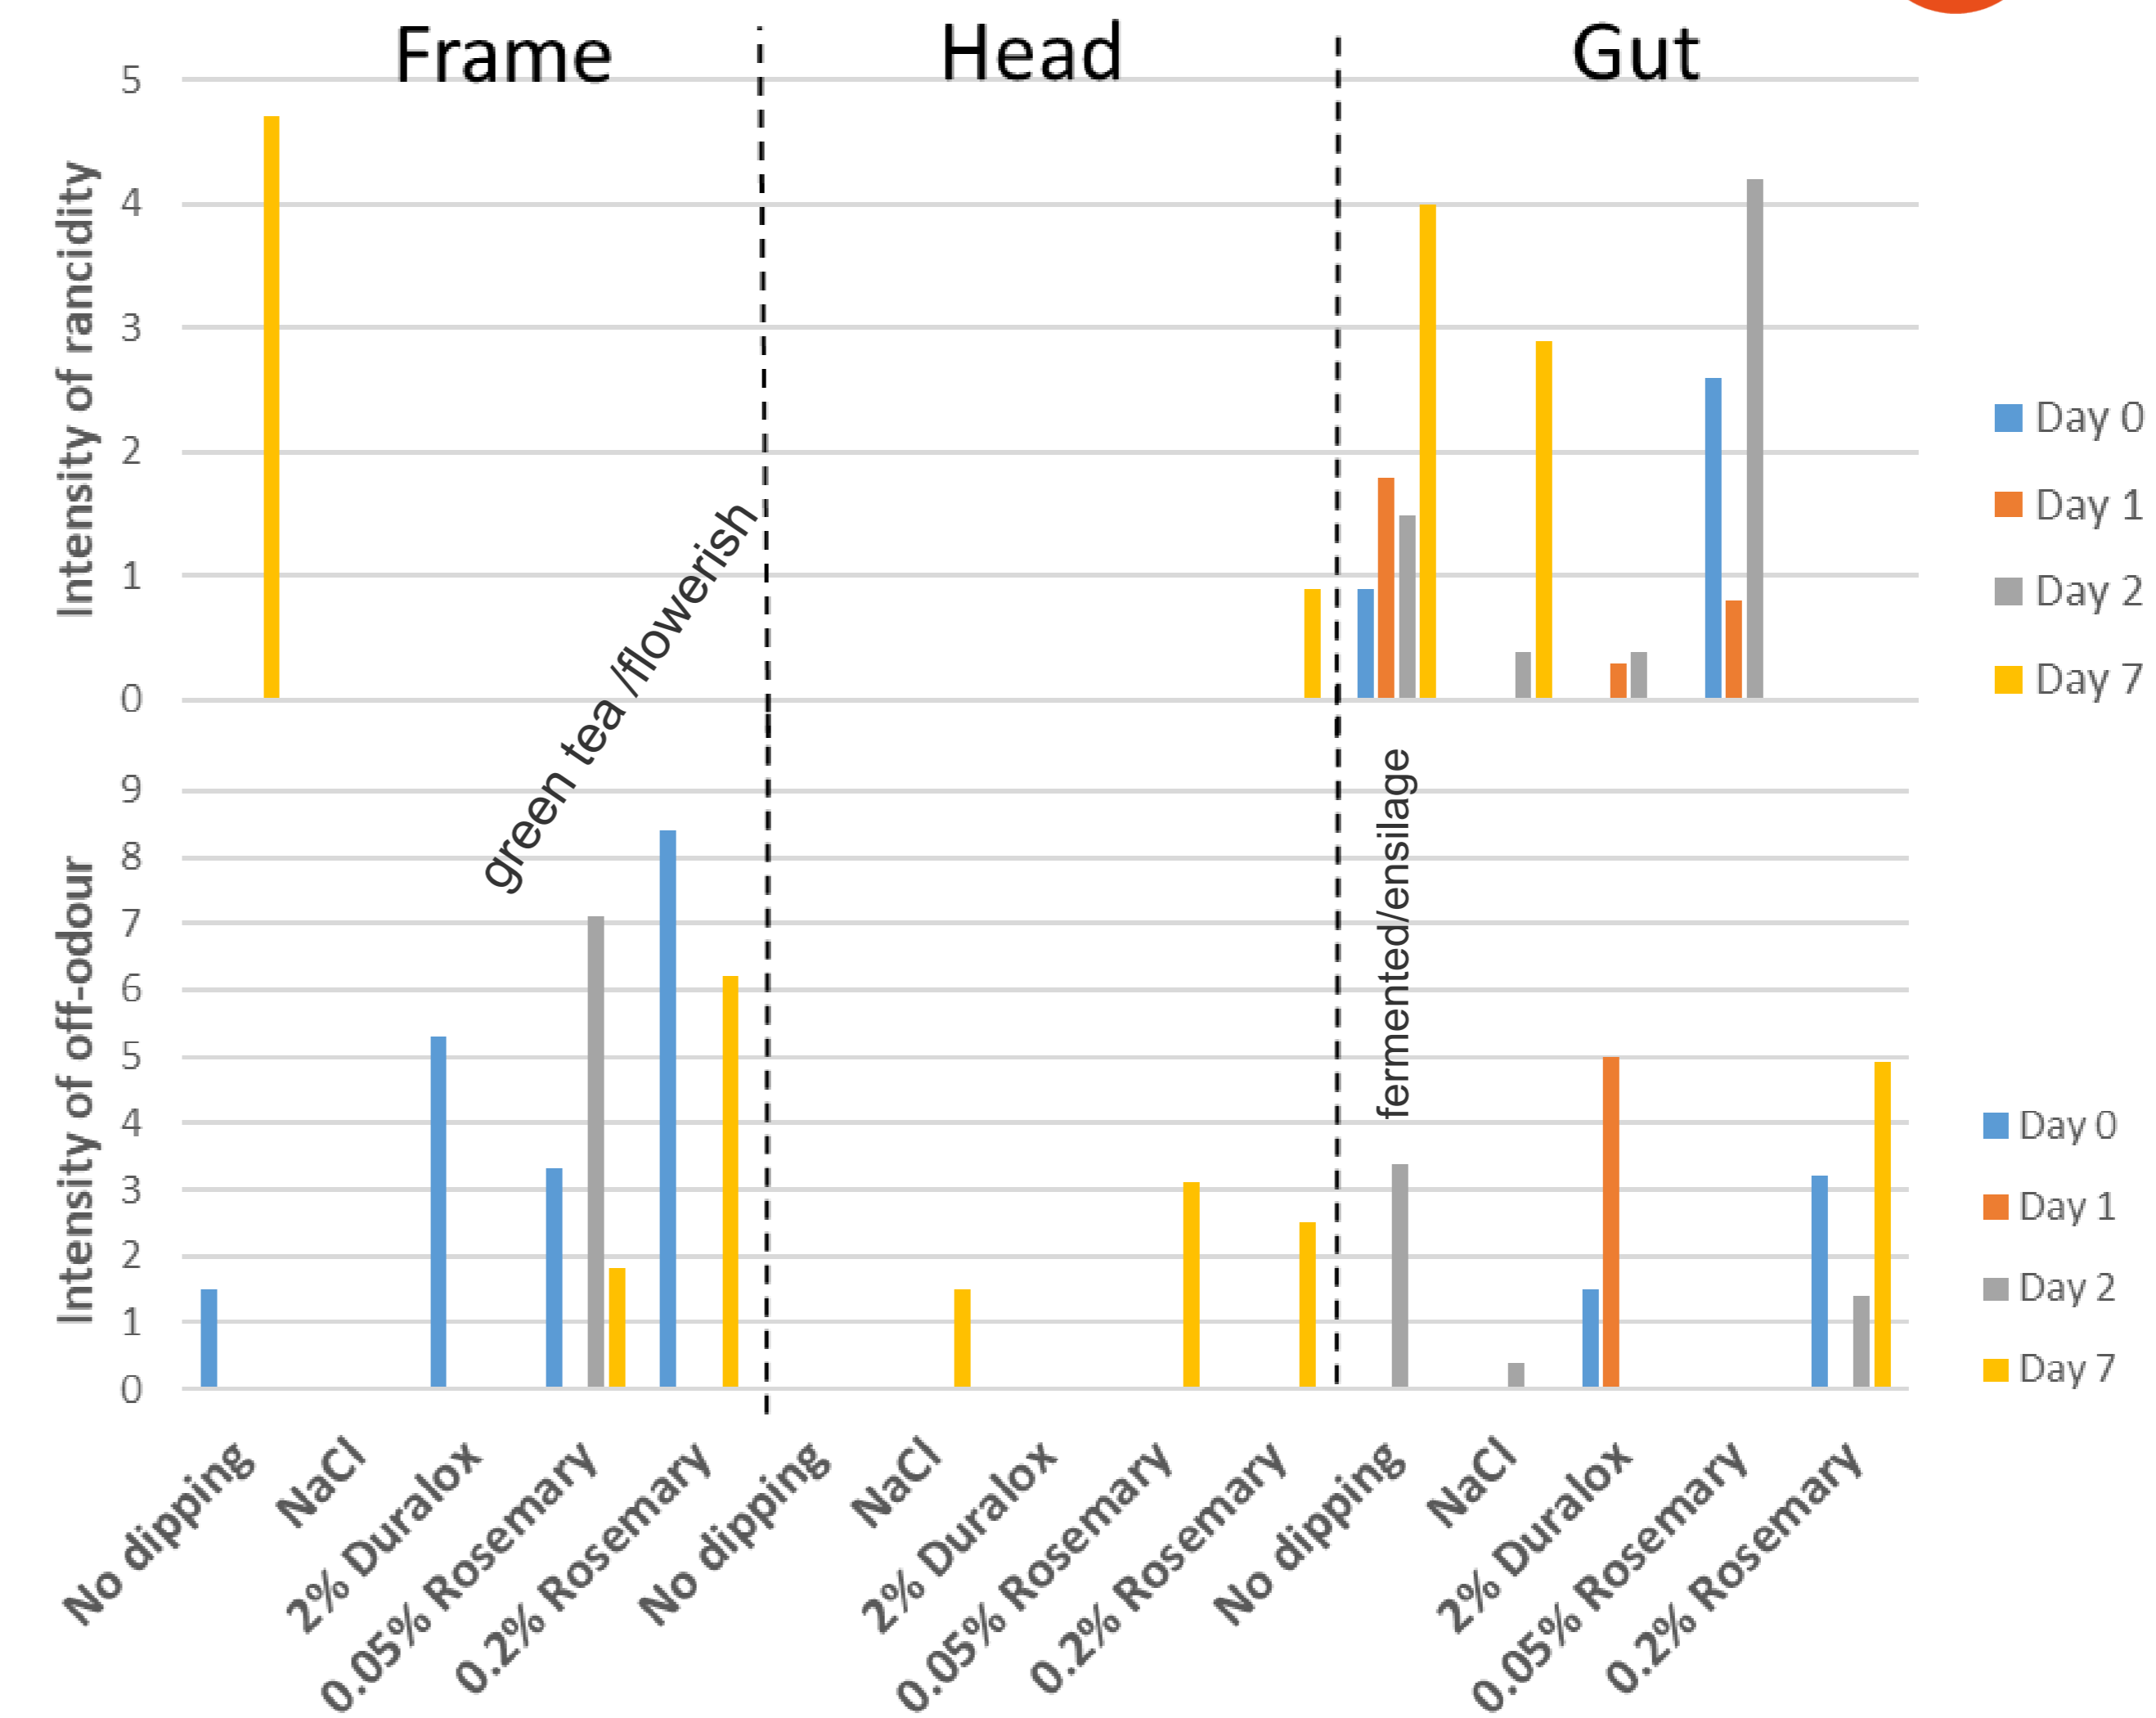 Frame
Head
Gut
Intensity of rancidity
5
4
3
2
1
0
Day 0
Day 1
Day 2
Day 7
green tea /flowerish
fermented/ensilage
Intensity of off-odour
9
8
7
6
5
4
3
2
1
0
Day 0
Day 1
Day 2
Day 7
No dipping
NaCl
2% Duralox
0.05% Rosemary
0.2% Rosemary
No dipping
NaCl
2% Duralox
0.05% Rosemary
0.2% Rosemary
No dipping
NaCl
2% Duralox
0.05% Rosemary
0.2% Rosemary